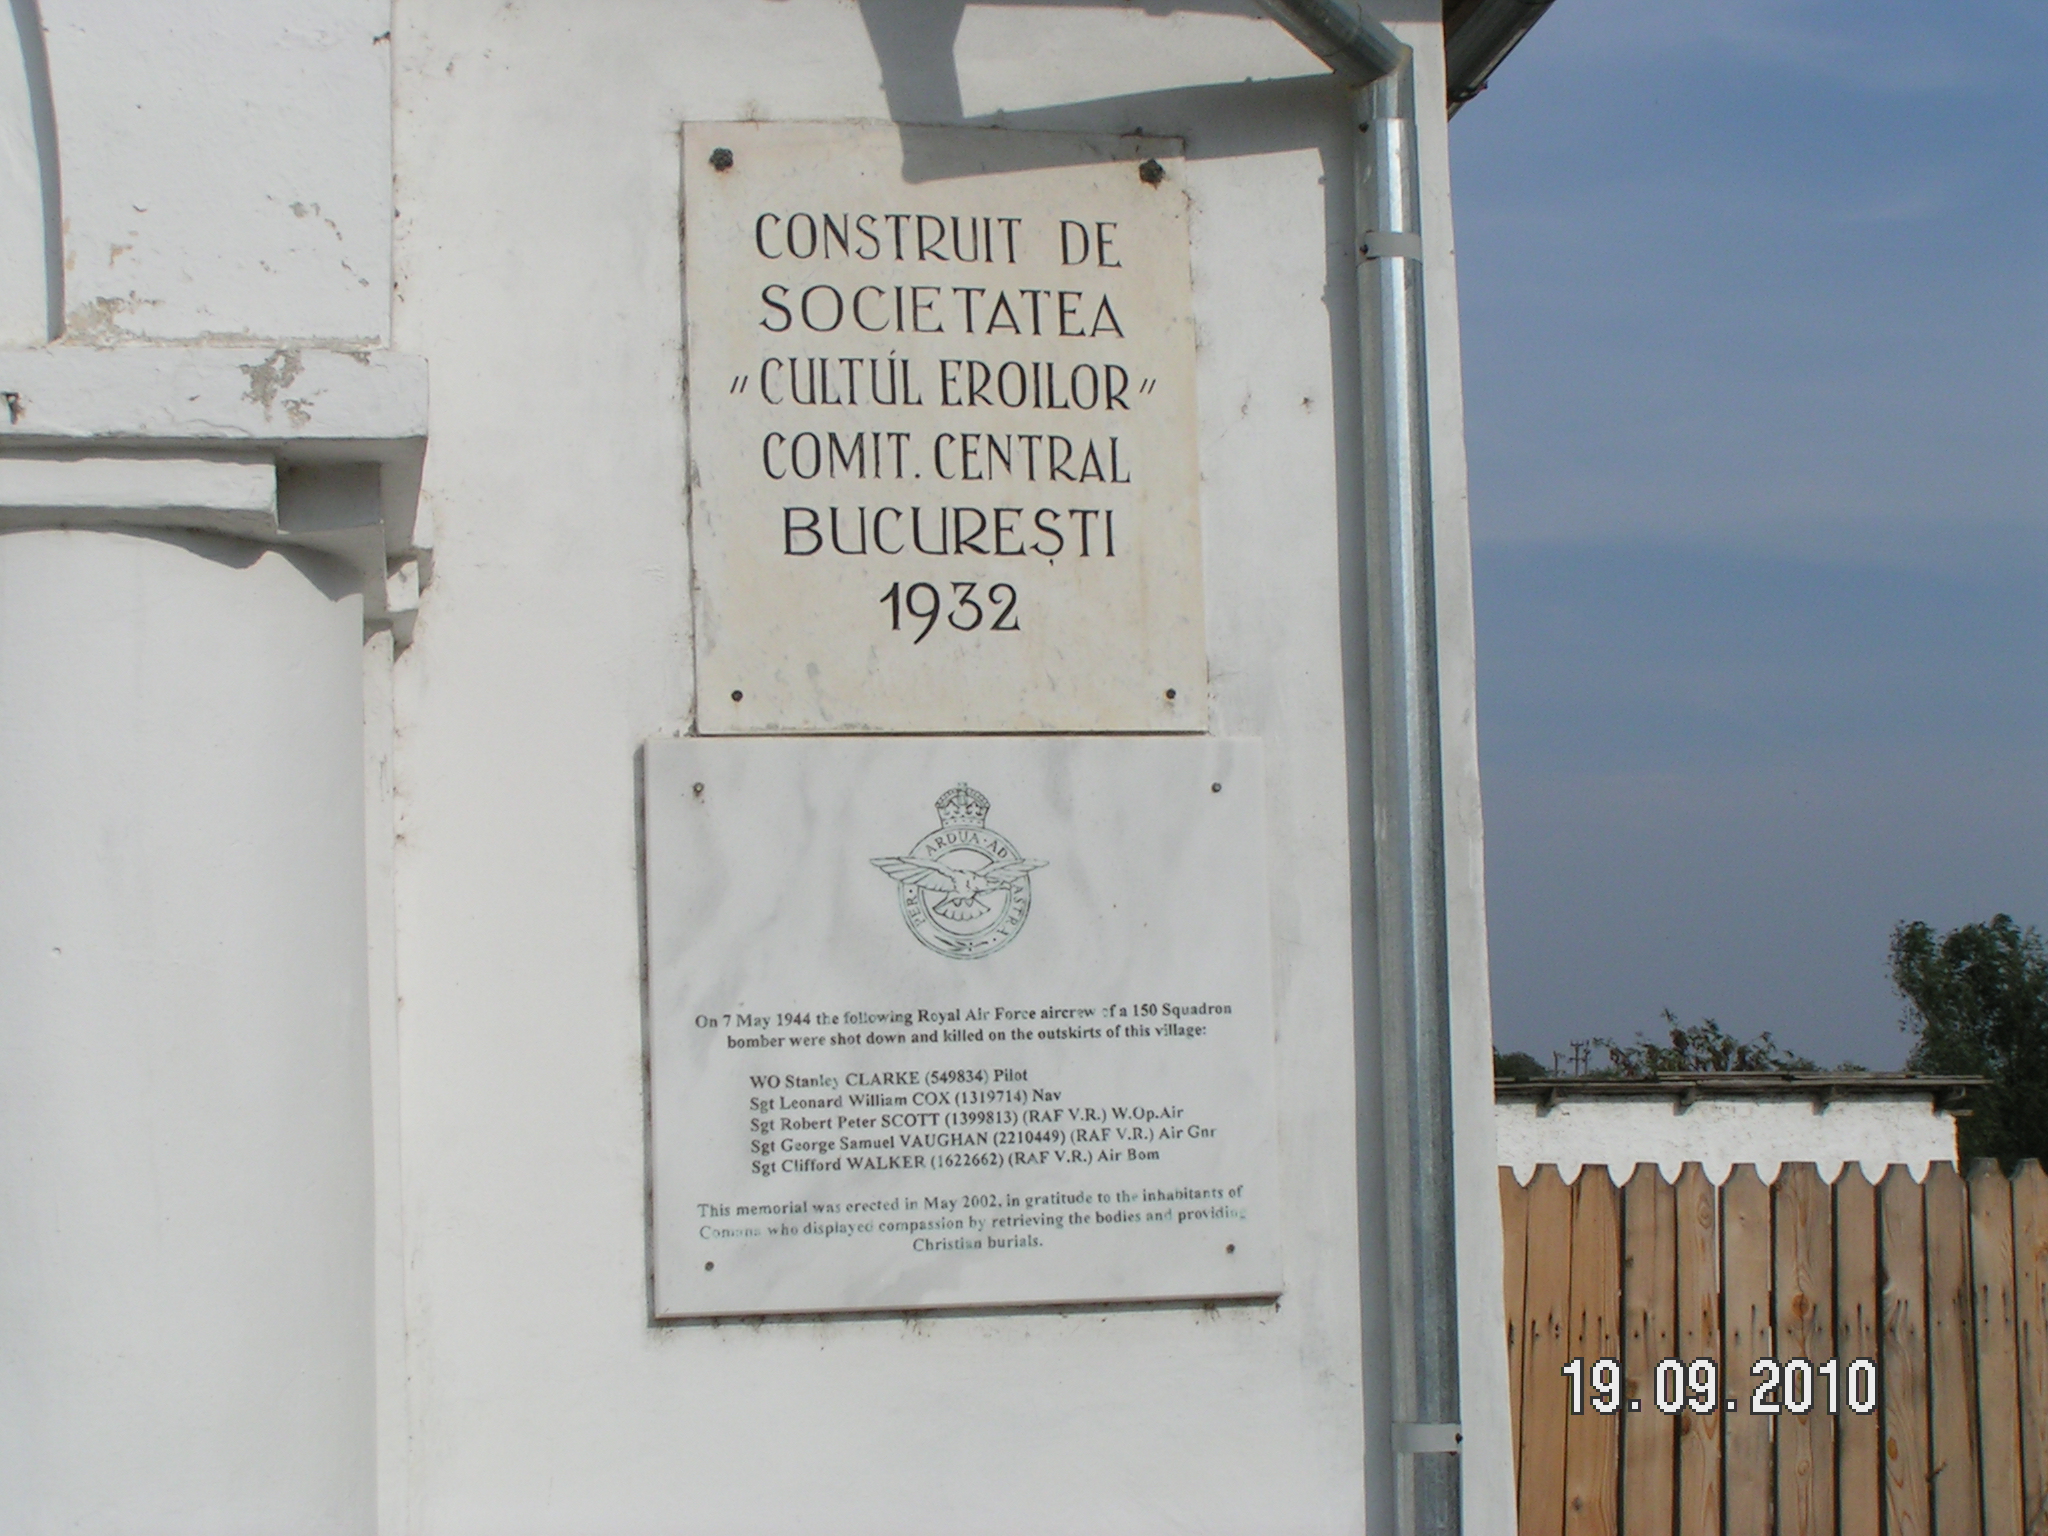 CONSTRUIT DE
SOCIETATEA
"CULTUL EROILOR"
COMIT. CENTRAL
BUCUREȘTI
1932
PER · ARDUA · AD ASTRA ·
On 7 May 1944 the following Royal Air Force aircrew of a 150 Squadron
bomber were shot down and killed on the outskirts of this village:
WO Stanley CLARKE (549834) Pilot
Sgt Leonard William COX (1319714) Nav
Sgt Robert Peter SCOTT (1399813) (RAF V.R.) W.Op.Air
Sgt George Samuel VAUGHAN (2210449) (RAF V.R.) Air Gnr
Sgt Clifford WALKER (1622662) (RAF V.R.) Air Bom
This memorial was erected in May 2002, in gratitude to the inhabitants of
Comana who displayed compassion by retrieving the bodies and providing
Christian burials.
19.09.2010